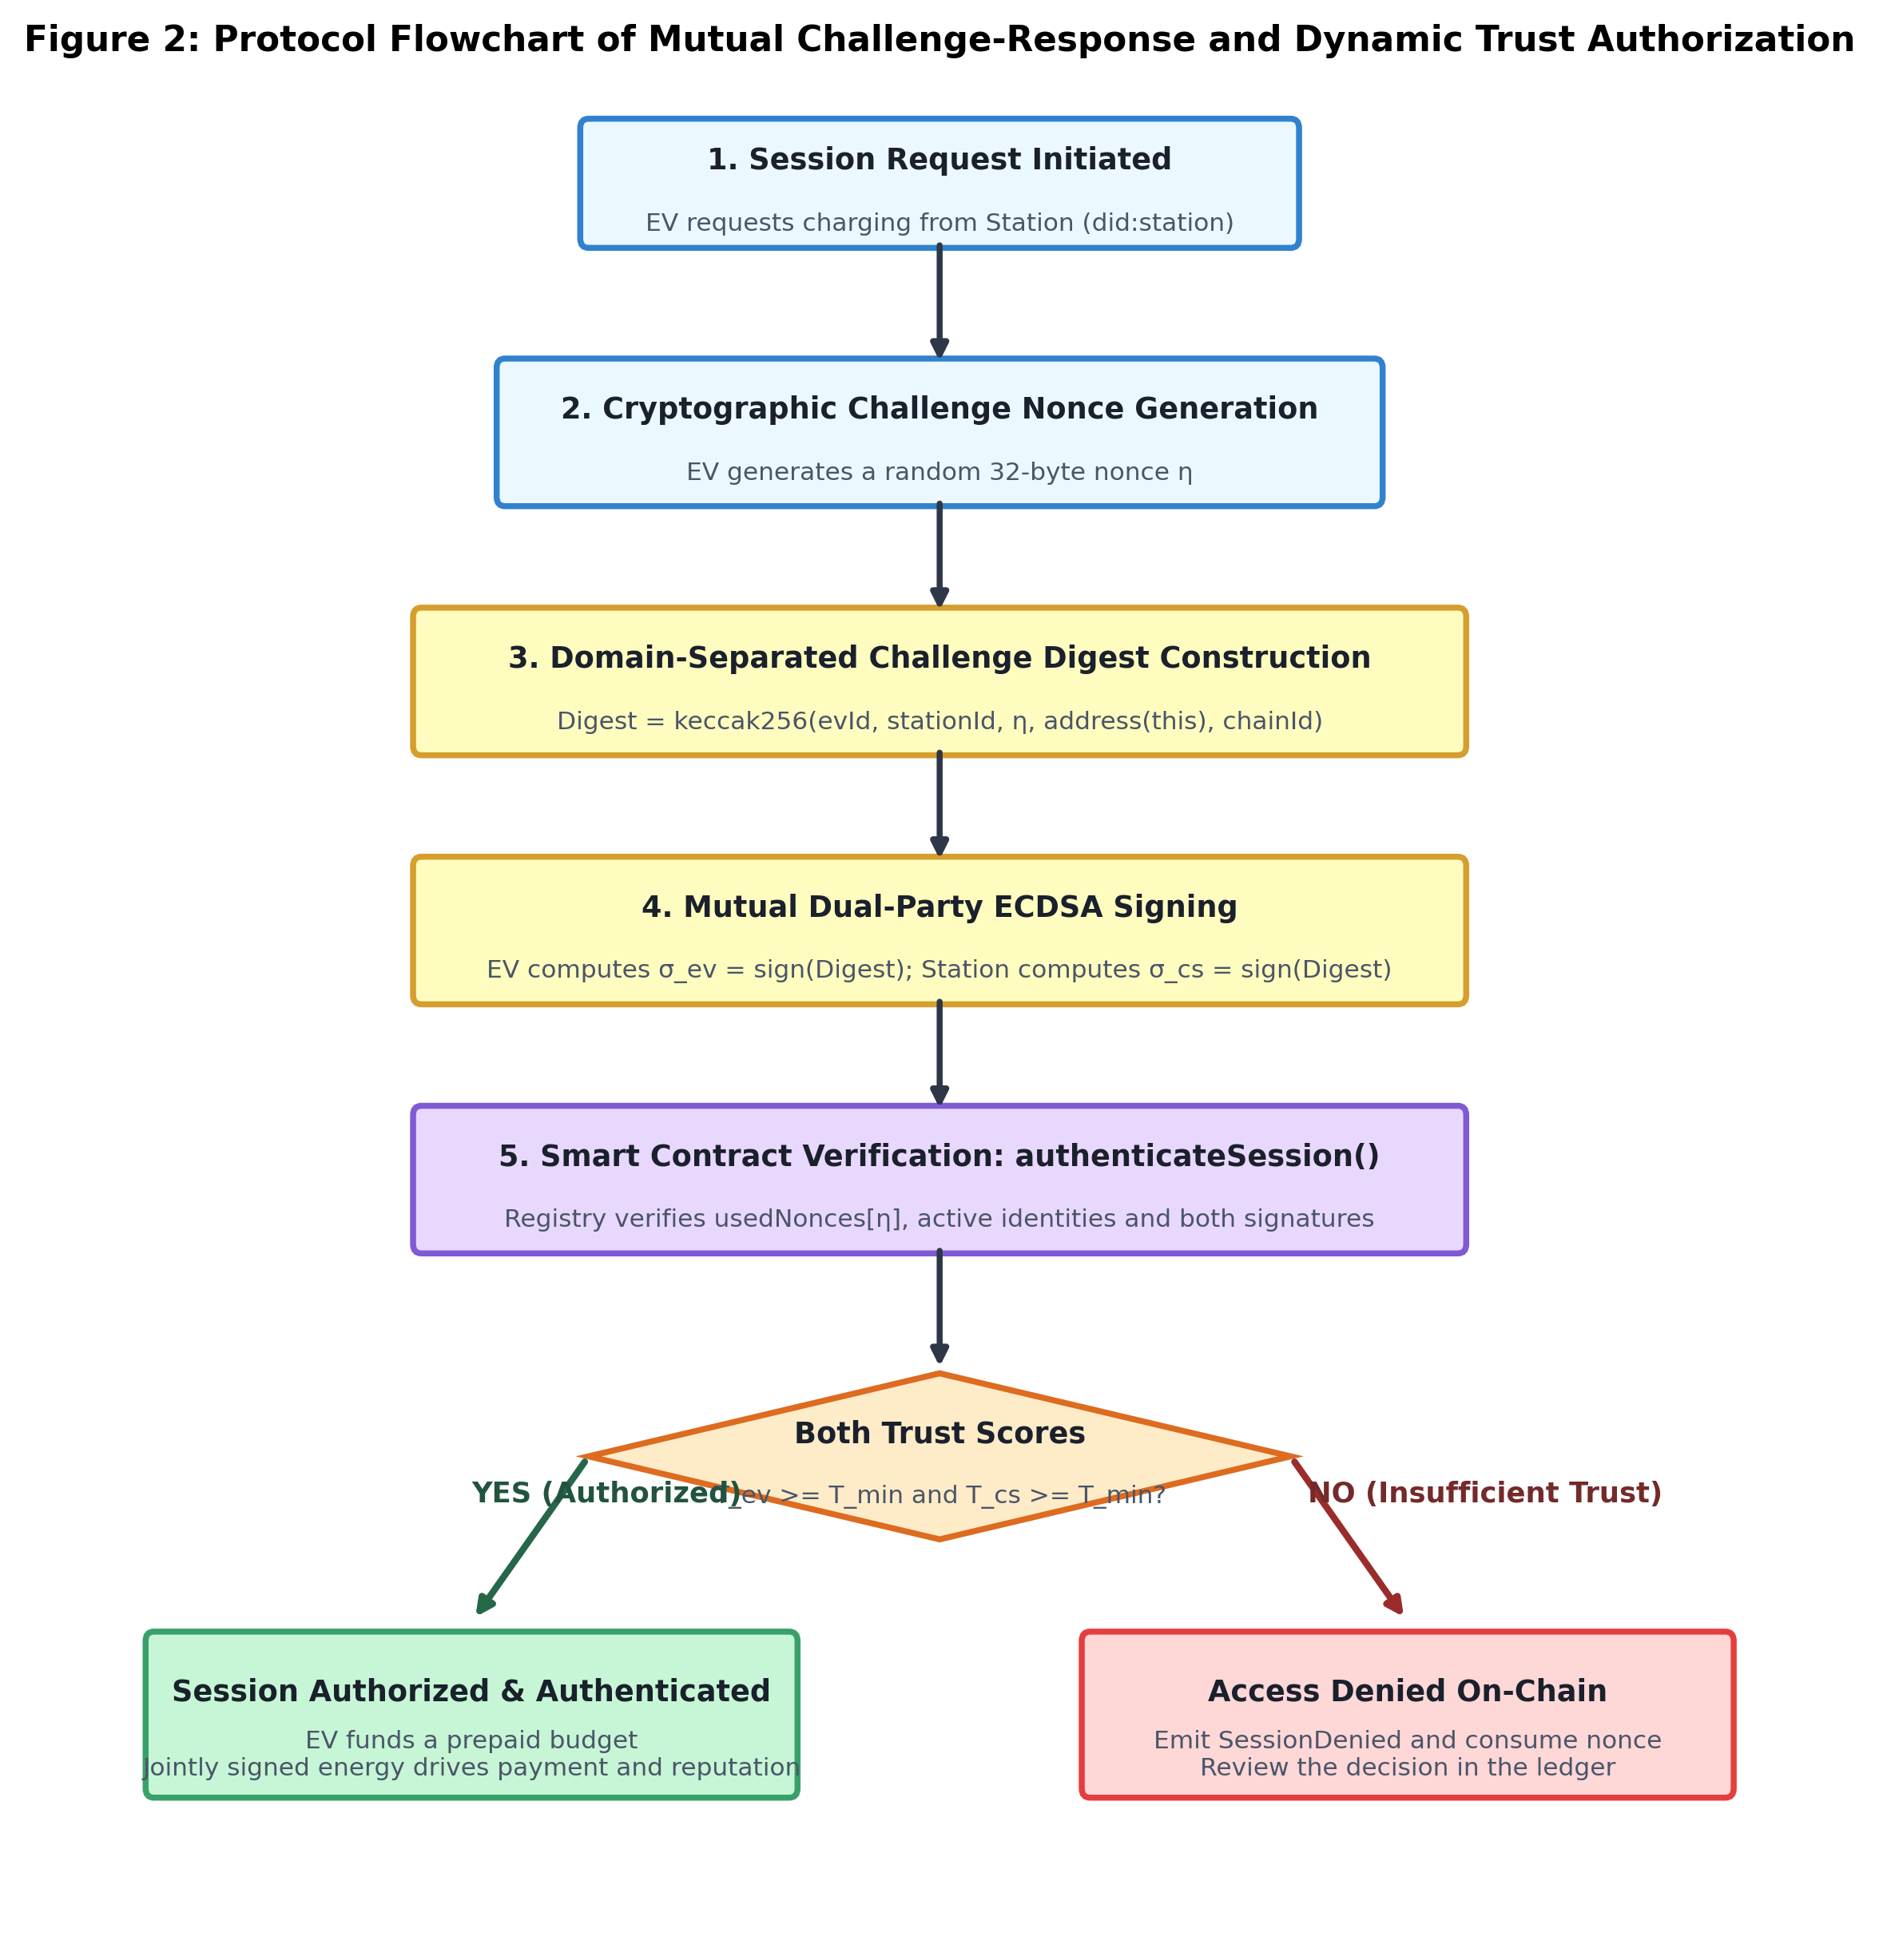 Figure 2: Protocol Flowchart of Mutual Challenge-Response and Dynamic Trust Authorization
1. Session Request Initiated
EV requests charging from Station (did:station)
2. Cryptographic Challenge Nonce Generation
EV generates a random 32-byte nonce η
3. Domain-Separated Challenge Digest Construction
Digest = keccak256(evId, stationId, η, address(this), chainId)
4. Mutual Dual-Party ECDSA Signing
EV computes σ_ev = sign(Digest); Station computes σ_cs = sign(Digest)
5. Smart Contract Verification: authenticateSession()
Registry verifies usedNonces[η], active identities and both signatures
Both Trust Scores
YES (Authorized)
T_ev >= T_min and T_cs >= T_min?
NO (Insufficient Trust)
Session Authorized & Authenticated
EV funds a prepaid budget
Jointly signed energy drives payment and reputation
Access Denied On-Chain
Emit SessionDenied and consume nonce
Review the decision in the ledger